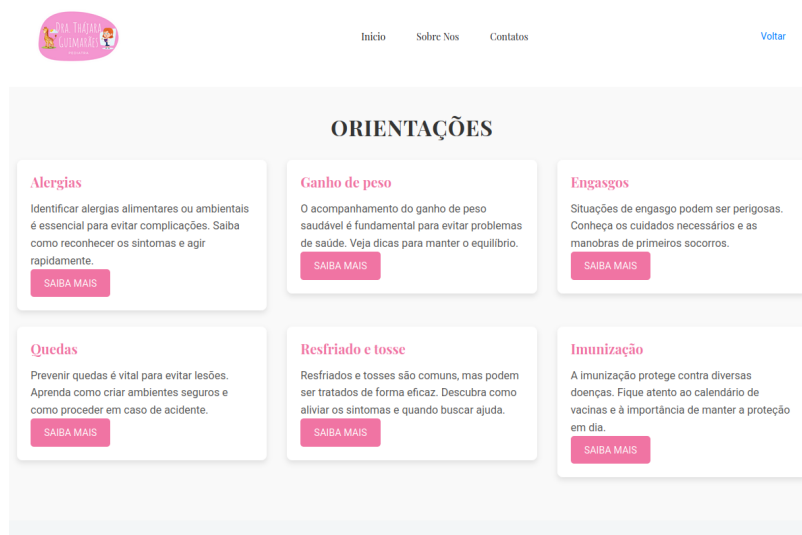 DRA. THÁJARA
GUIMARÃES
Início
Sobre Nos
Contatos
Voltar
ORIENTAÇÕES
Alergias
Identificar alergias alimentares ou ambientais
é essencial para evitar complicações. Saiba
como reconhecer os sintomas e agir
rapidamente.
SAIBA MAIS
Ganho de peso
O acompanhamento do ganho de peso
saudável é fundamental para evitar problemas
de saúde. Veja dicas para manter o equilíbrio.
SAIBA MAIS
Engasgos
Situações de engasgo podem ser perigosas.
Conheça os cuidados necessários e as
manobras de primeiros socorros.
SAIBA MAIS
Quedas
Prevenir quedas é vital para evitar lesões.
Aprenda como criar ambientes seguros e
como proceder em caso de acidente.
SAIBA MAIS
Resfriado e tosse
Resfriados e tosses são comuns, mas podem
ser tratados de forma eficaz. Descubra como
aliviar os sintomas e quando buscar ajuda.
SAIBA MAIS
Imunização
A imunização protege contra diversas
doenças. Fique atento ao calendário de
vacinas e à importância de manter a proteção
em dia.
SAIBA MAIS